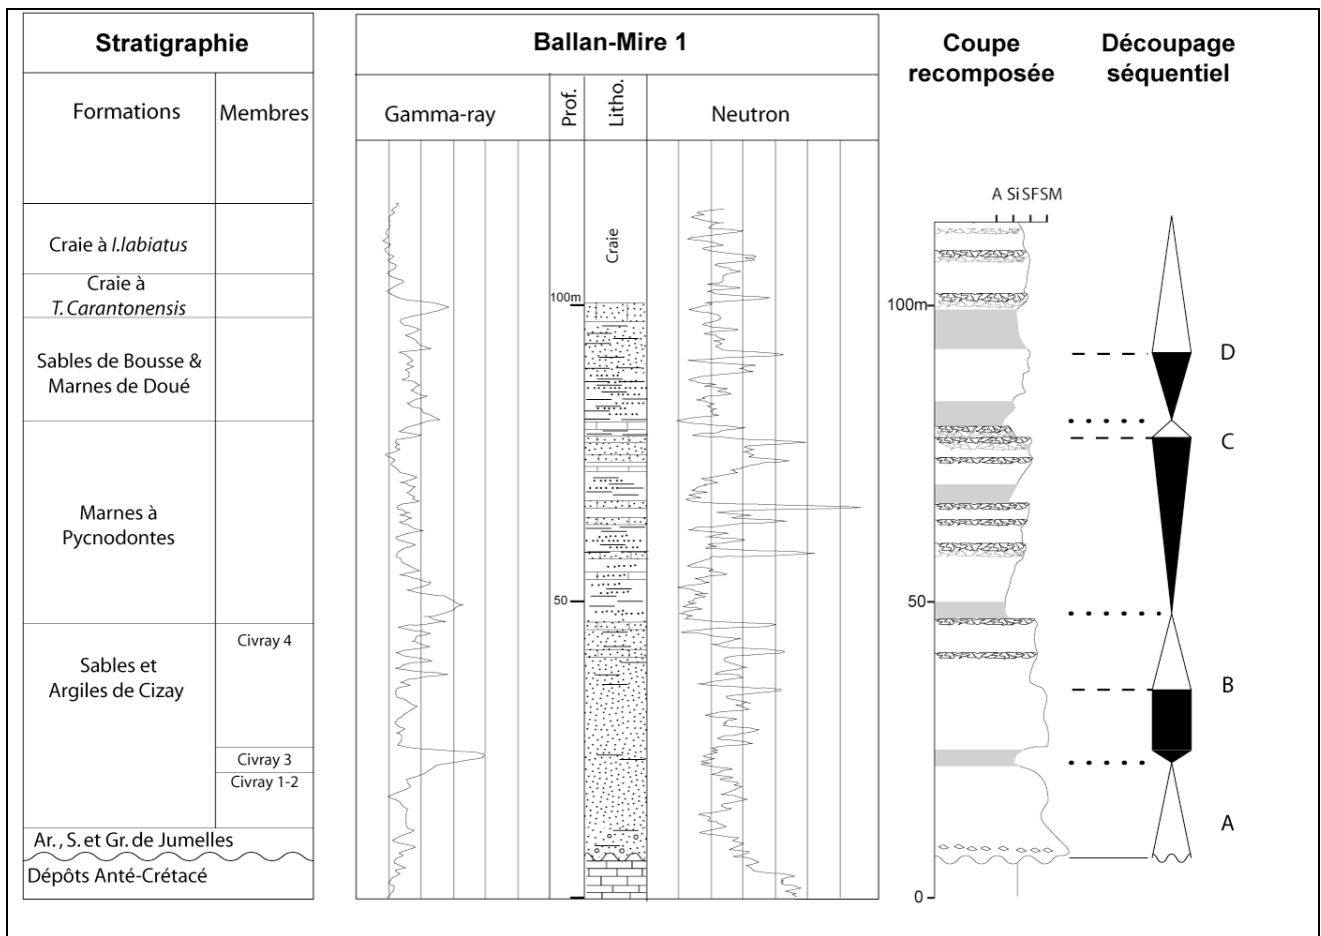 Stratigraphie
Formations
Membres
Craie à I.labiatus
Craie à
T. Carantonensis
Sables de Bousse &
Marnes de Doué
Marnes à
Pycnodontes
Sables et
Argiles de Cizay
Civray 4
Civray 3
Civray 1-2
Ar., S. et Gr. de Jumelles
Dépôts Anté-Crétacé
Ballan-Mire 1
Gamma-ray
Prof.
Litho.
Neutron
Craie
100m
50
Coupe
recomposée
A Si SF SM
100m
50
0
Découpage
séquentiel
D
C
B
A